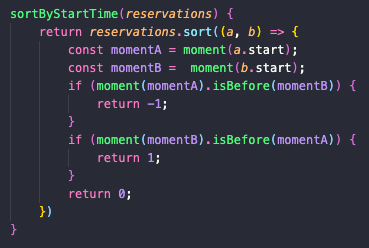 sortByStartTime(reservations) {
    return reservations.sort((a, b) => {
        const momentA = moment(a.start);
        const momentB =  moment(b.start);
        if (moment(momentA).isBefore(momentB)) {
            return -1;
        }
        if (moment(momentB).isBefore(momentA)) {
            return 1;
        }
        return 0;
    })
}